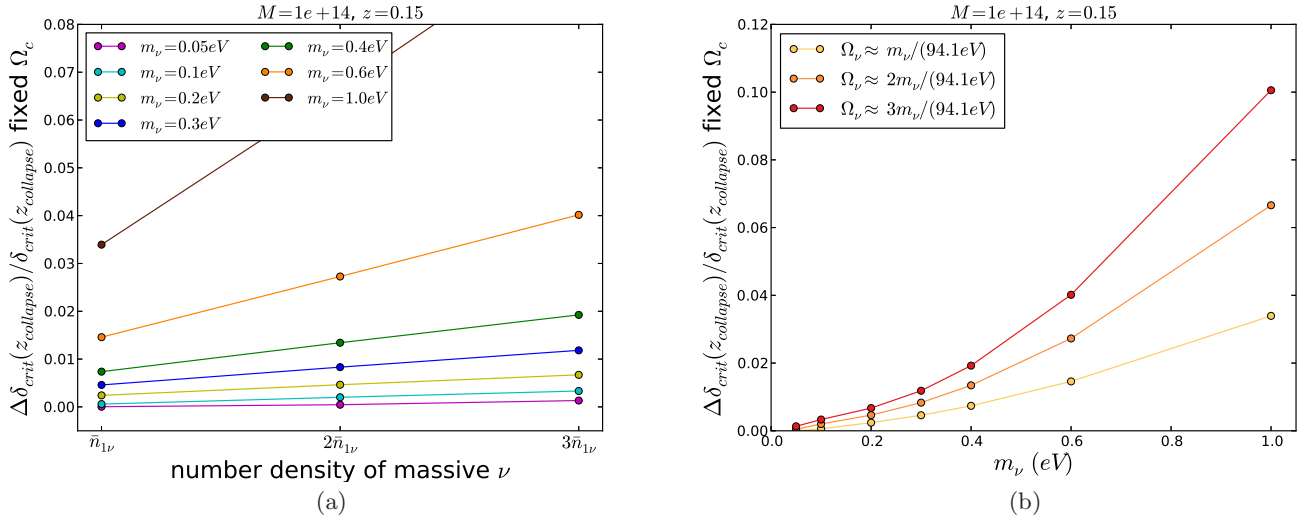 M=1e+14, z=0.15
0.08
0.07
0.06
0.05
0.04
0.03
0.02
0.01
0.00
Δδ_crit(z_collapse)/δ_crit(z_collapse) fixed Ω_c
m_ν=0.05eV
m_ν=0.1eV
m_ν=0.2eV
m_ν=0.3eV
m_ν=0.4eV
m_ν=0.6eV
m_ν=1.0eV
n̄_1ν 2n̄_1ν 3n̄_1ν
number density of massive ν
(a)
M=1e+14, z=0.15
0.12
0.10
0.08
0.06
0.04
0.02
0.00
Δδ_crit(z_collapse)/δ_crit(z_collapse) fixed Ω_c
Ω_ν≈ m_ν/(94.1eV)
Ω_ν≈ 2m_ν/(94.1eV)
Ω_ν≈ 3m_ν/(94.1eV)
0.0 0.2 0.4 0.6 0.8 1.0
m_ν (eV)
(b)